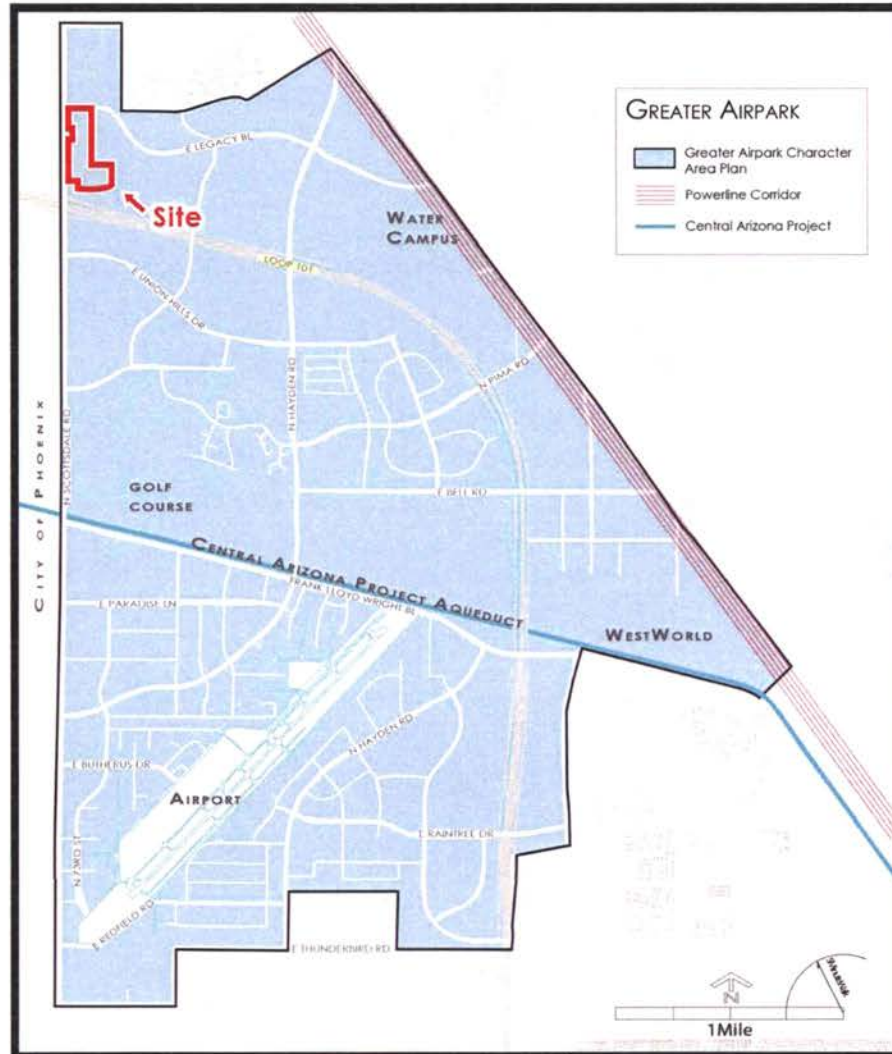 GREATER AIRPARK
Greater Airpark Character
Area Plan
Powerline Corridor
Central Arizona Project
E LEGACY BL
Site
WATER
CAMPUS
LOOP 101
E UNION HILLS DR
N HAYDEN RD
N PIMA RD
N SCOTTSDALE RD
CITY OF PHOENIX
GOLF
COURSE
E BELL RD
CENTRAL ARIZONA PROJECT AQUEDUCT
FRANK LLOYD WRIGHT BL
E PARADISE LN
WESTWORLD
N HAYDEN RD
E BUTHERUS DR
AIRPORT
E RAINTREE DR
N 73RD ST
E REDFIELD RD
E THUNDERBIRD RD
N
1Mile